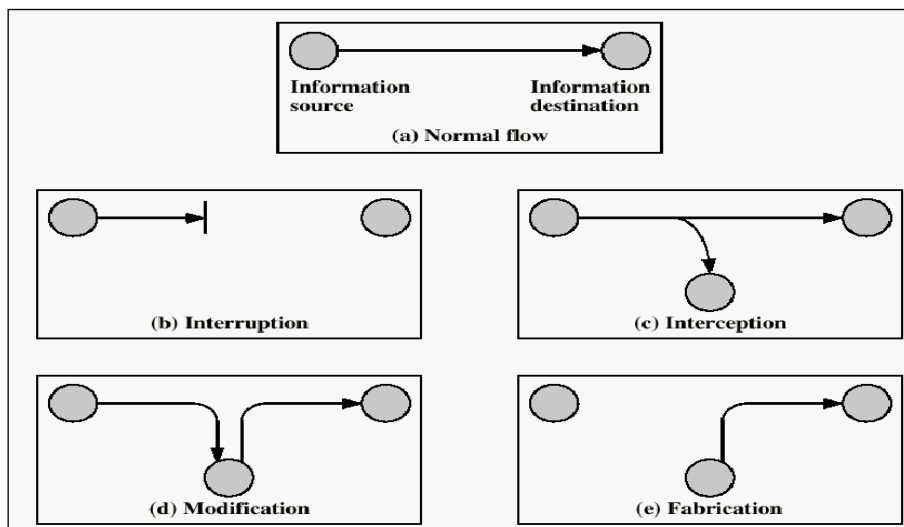 Information source
Information destination
(a) Normal flow
(b) Interruption
(c) Interception
(d) Modification
(e) Fabrication